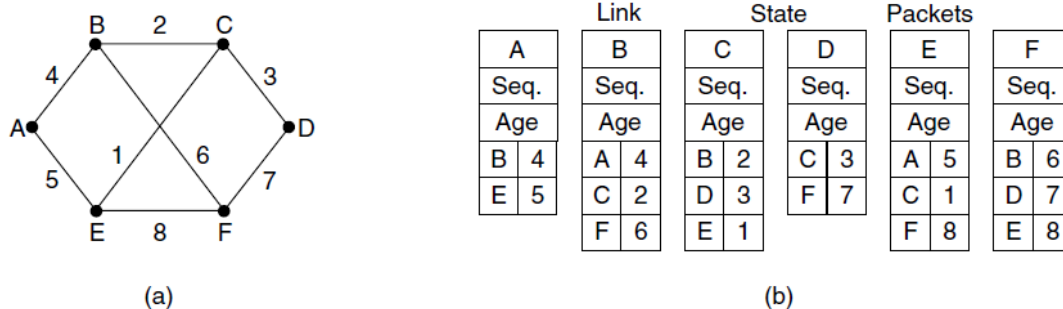 B 2 C
4 3
A D
1 6
5 7
E 8 F
(a)
Link State Packets
A B C D E F
Seq. Seq. Seq. Seq. Seq. Seq.
Age Age Age Age Age Age
B 4 A 4 B 2 C 3 A 5 B 6
E 5 C 2 D 3 F 7 C 1 D 7
F 6 E 1 F 8 E 8
(b)